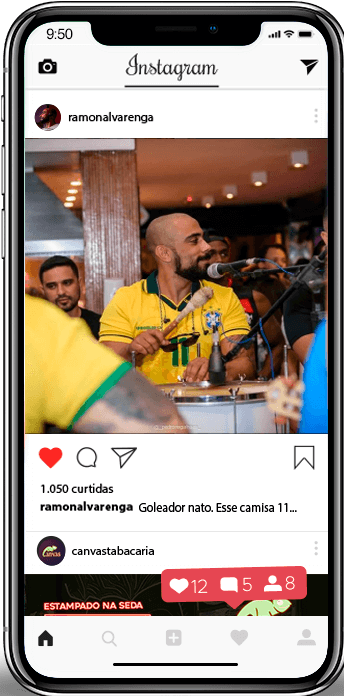 9:50
Instagram
ramonalvarenga
11
1.050 curtidas
ramonalvarenga Goleador nato. Esse camisa 11...
canvastabacaria
12 5 8
ESTAMPADO NA SEDA